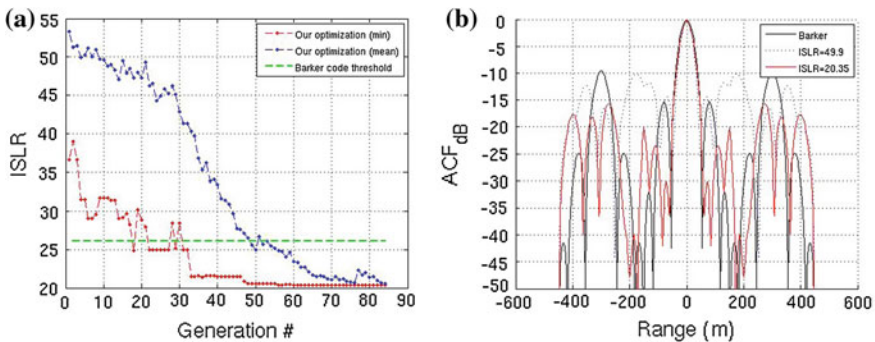 (a)
55
50
45
40
35
30
25
20
ISLR
0 10 20 30 40 50 60 70 80 90
Generation #
Our optimization (min)
Our optimization (mean)
Barker code threshold
(b)
0
-5
-10
-15
-20
-25
-30
-35
-40
-45
-50
ACF dB
-600 -400 -200 0 200 400 600
Range (m)
Barker
ISLR=49.9
ISLR=20.35